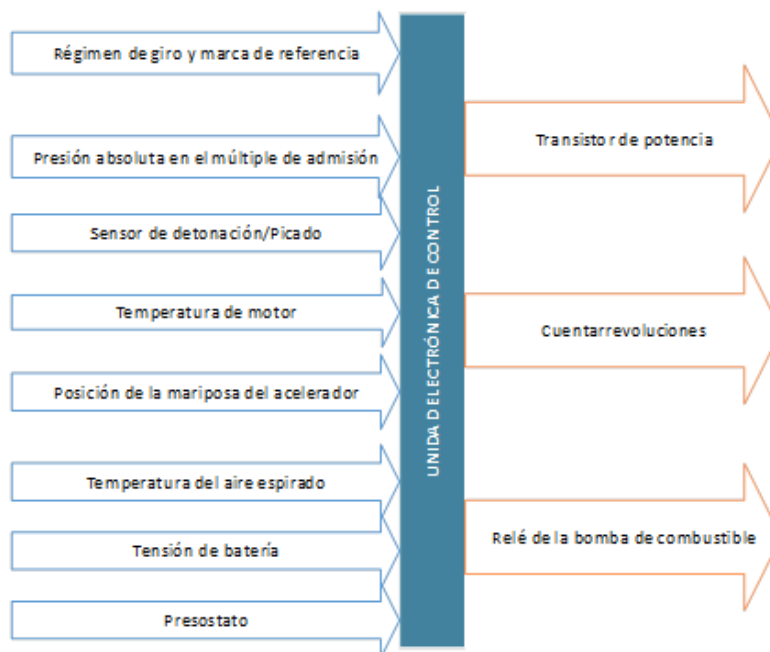 Régimen de giro y marca de referencia
Presión absoluta en el múltiple de admisión
Sensor de detonación/Picado
Temperatura de motor
Posición de la mariposa del acelerador
Temperatura del aire espirado
Tensión de batería
Presostato
UNIDA DELECTRÓNICA DE CONTROL
Transistor de potencia
Cuentarrevoluciones
Relé de la bomba de combustible